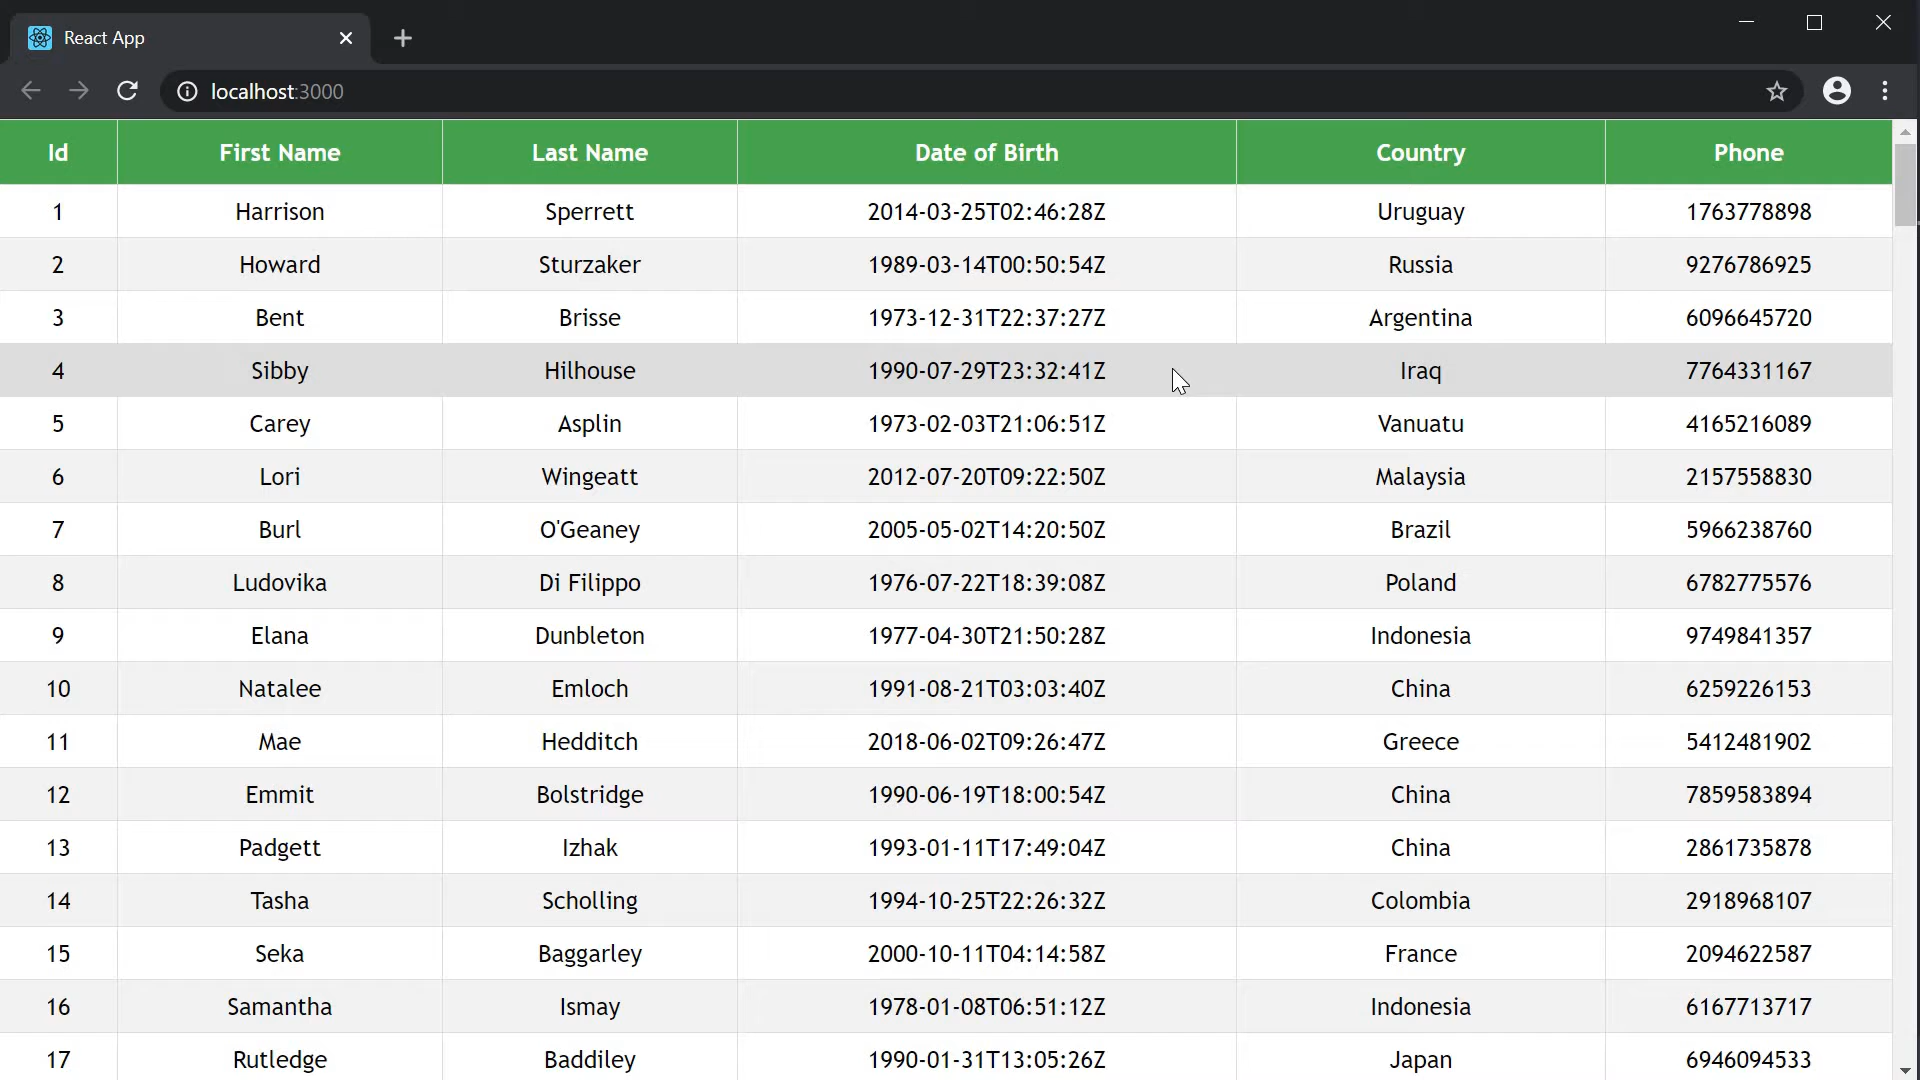 React App
localhost:3000
Id First Name Last Name Date of Birth Country Phone
1 Harrison Sperrett 2014-03-25T02:46:28Z Uruguay 1763778898
2 Howard Sturzaker 1989-03-14T00:50:54Z Russia 9276786925
3 Bent Brisse 1973-12-31T22:37:27Z Argentina 6096645720
4 Sibby Hilhouse 1990-07-29T23:32:41Z Iraq 7764331167
5 Carey Asplin 1973-02-03T21:06:51Z Vanuatu 4165216089
6 Lori Wingeatt 2012-07-20T09:22:50Z Malaysia 2157558830
7 Burl O'Geaney 2005-05-02T14:20:50Z Brazil 5966238760
8 Ludovika Di Filippo 1976-07-22T18:39:08Z Poland 6782775576
9 Elana Dunbleton 1977-04-30T21:50:28Z Indonesia 9749841357
10 Natalee Emloch 1991-08-21T03:03:40Z China 6259226153
11 Mae Hedditch 2018-06-02T09:26:47Z Greece 5412481902
12 Emmit Bolstridge 1990-06-19T18:00:54Z China 7859583894
13 Padgett Izhak 1993-01-11T17:49:04Z China 2861735878
14 Tasha Scholling 1994-10-25T22:26:32Z Colombia 2918968107
15 Seka Baggarley 2000-10-11T04:14:58Z France 2094622587
16 Samantha Ismay 1978-01-08T06:51:12Z Indonesia 6167713717
17 Rutledge Baddiley 1990-01-31T13:05:26Z Japan 6946094533